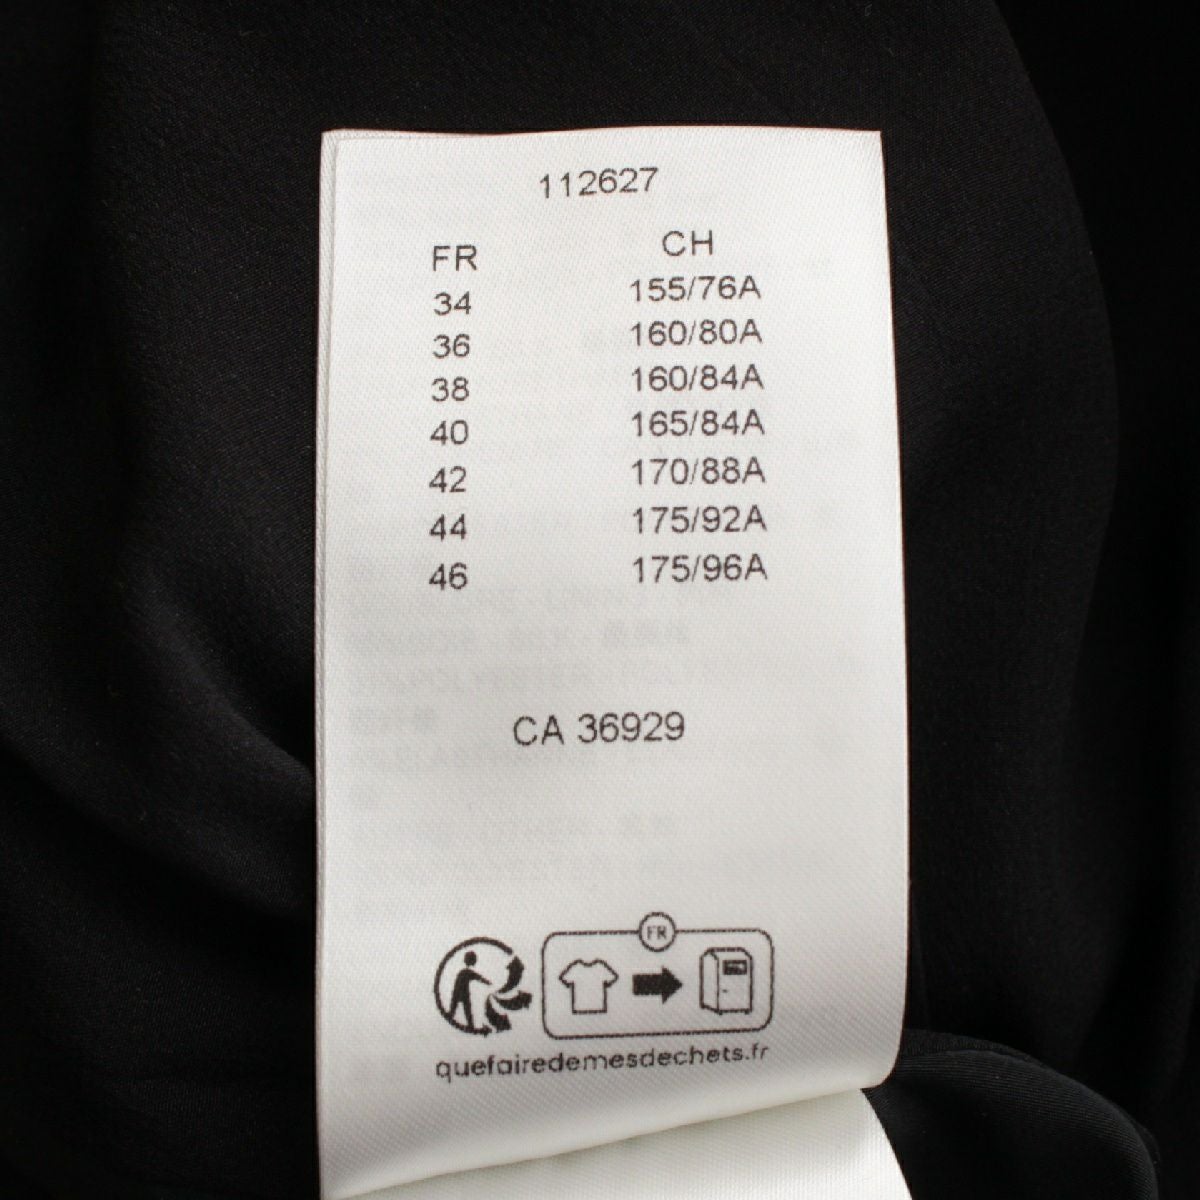 112627
FR CH
34 155/76A
36 160/80A
38 160/84A
40 165/84A
42 170/88A
44 175/92A
46 175/96A
CA 36929
FR
quefairedemesdechets.fr